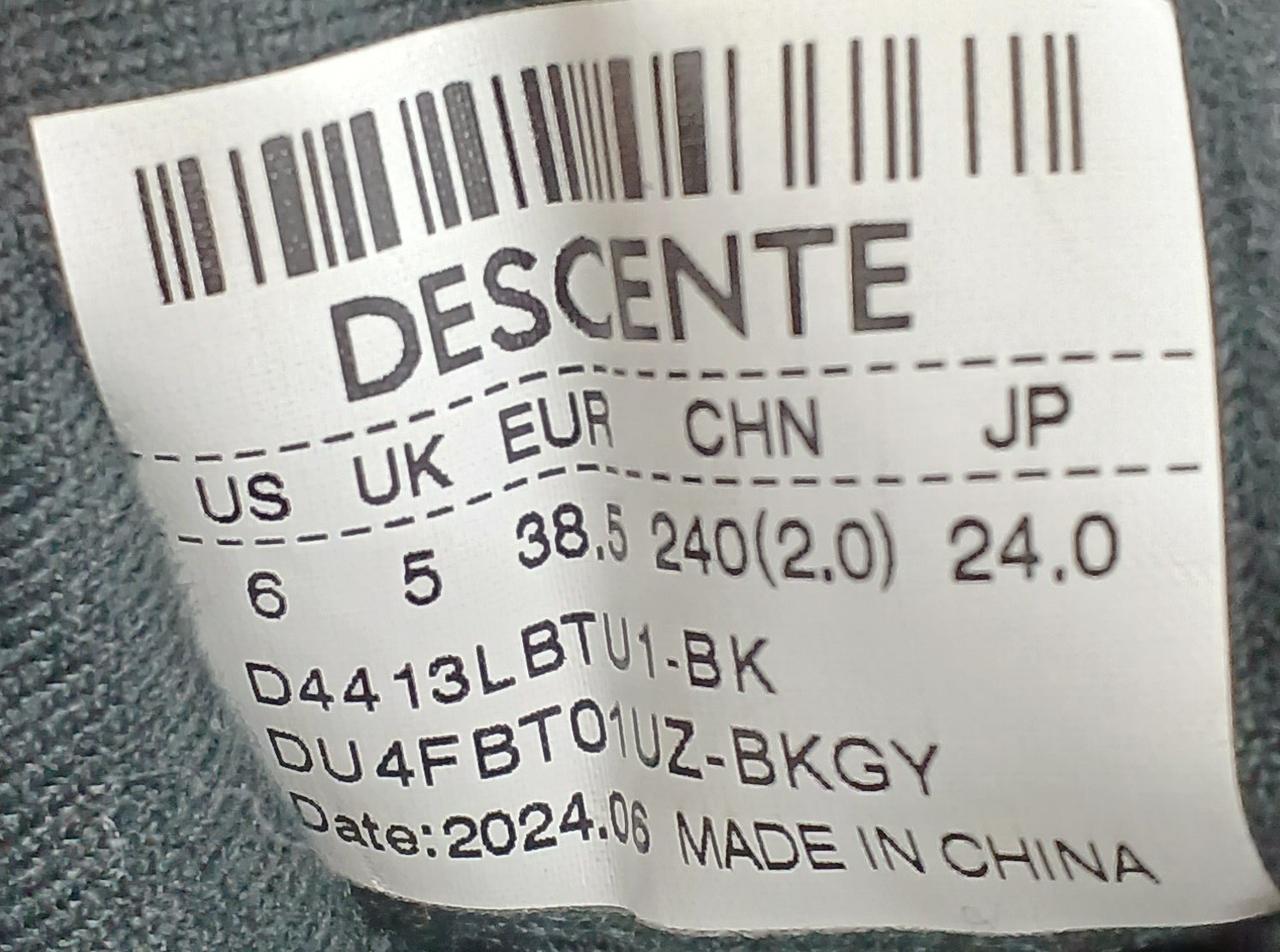 DESCENTE
US UK EUR CHN JP
6 5 38.5 240(2.0) 24.0
D4413LBTU1-BK
DU4FBT01UZ-BKGY
Date:2024.06 MADE IN CHINA